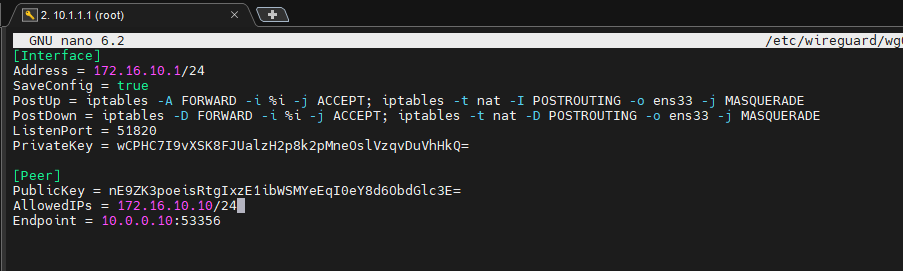 2. 10.1.1.1 (root)
GNU nano 6.2 /etc/wireguard/wg
[Interface]
Address = 172.16.10.1/24
SaveConfig = true
PostUp = iptables -A FORWARD -i %i -j ACCEPT; iptables -t nat -I POSTROUTING -o ens33 -j MASQUERADE
PostDown = iptables -D FORWARD -i %i -j ACCEPT; iptables -t nat -D POSTROUTING -o ens33 -j MASQUERADE
ListenPort = 51820
PrivateKey = wCPHC7I9vXSK8FJUalzH2p8k2pMneOslVzqvDuVhHkQ=
[Peer]
PublicKey = nE9ZK3poeisRtgIxzE1ibWSMYeEqI0eY8d6ObdGlc3E=
AllowedIPs = 172.16.10.10/24
Endpoint = 10.0.0.10:53356